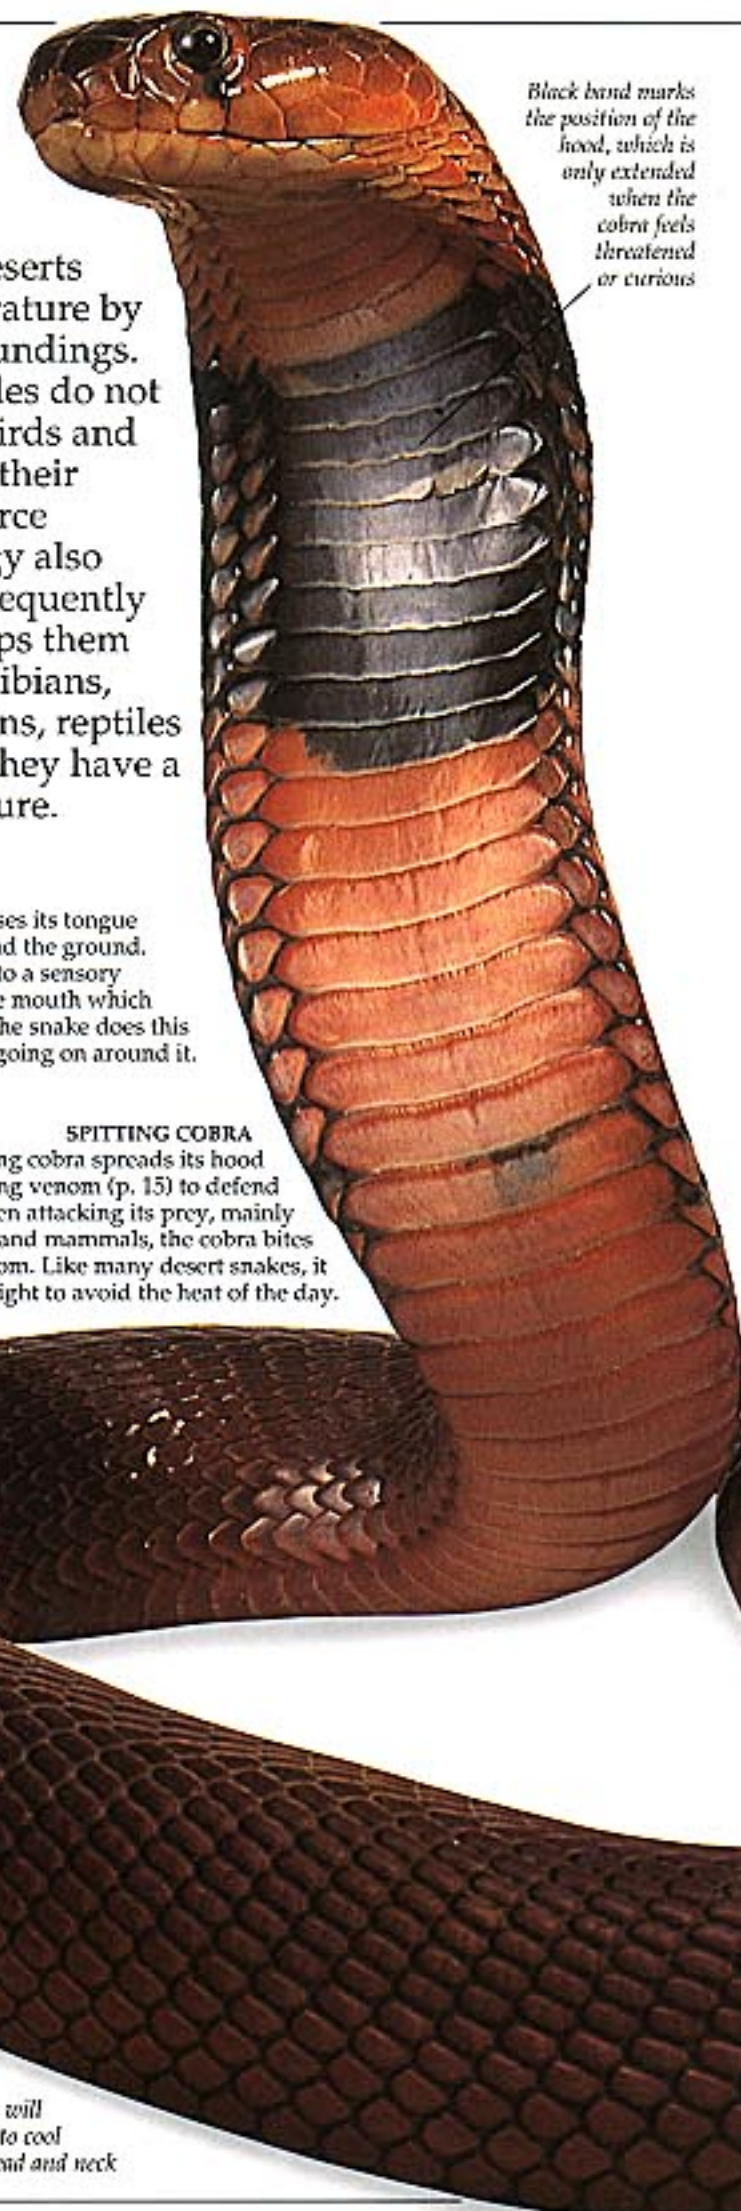 Black band marks
the position of the
hood, which is
only extended
when the
cobra feels
threatened
or curious
eserts
rature by
undings.
les do not
irds and
their
rce
y also
equently
ps them
ibians,
ns, reptiles
hey have a
ure.
ses its tongue
nd the ground.
to a sensory
e mouth which
he snake does this
going on around it.
SPITTING COBRA
ng cobra spreads its hood
ng venom (p. 15) to defend
en attacking its prey, mainly
and mammals, the cobra bites
om. Like many desert snakes, it
ight to avoid the heat of the day.
will
to cool
ead and neck